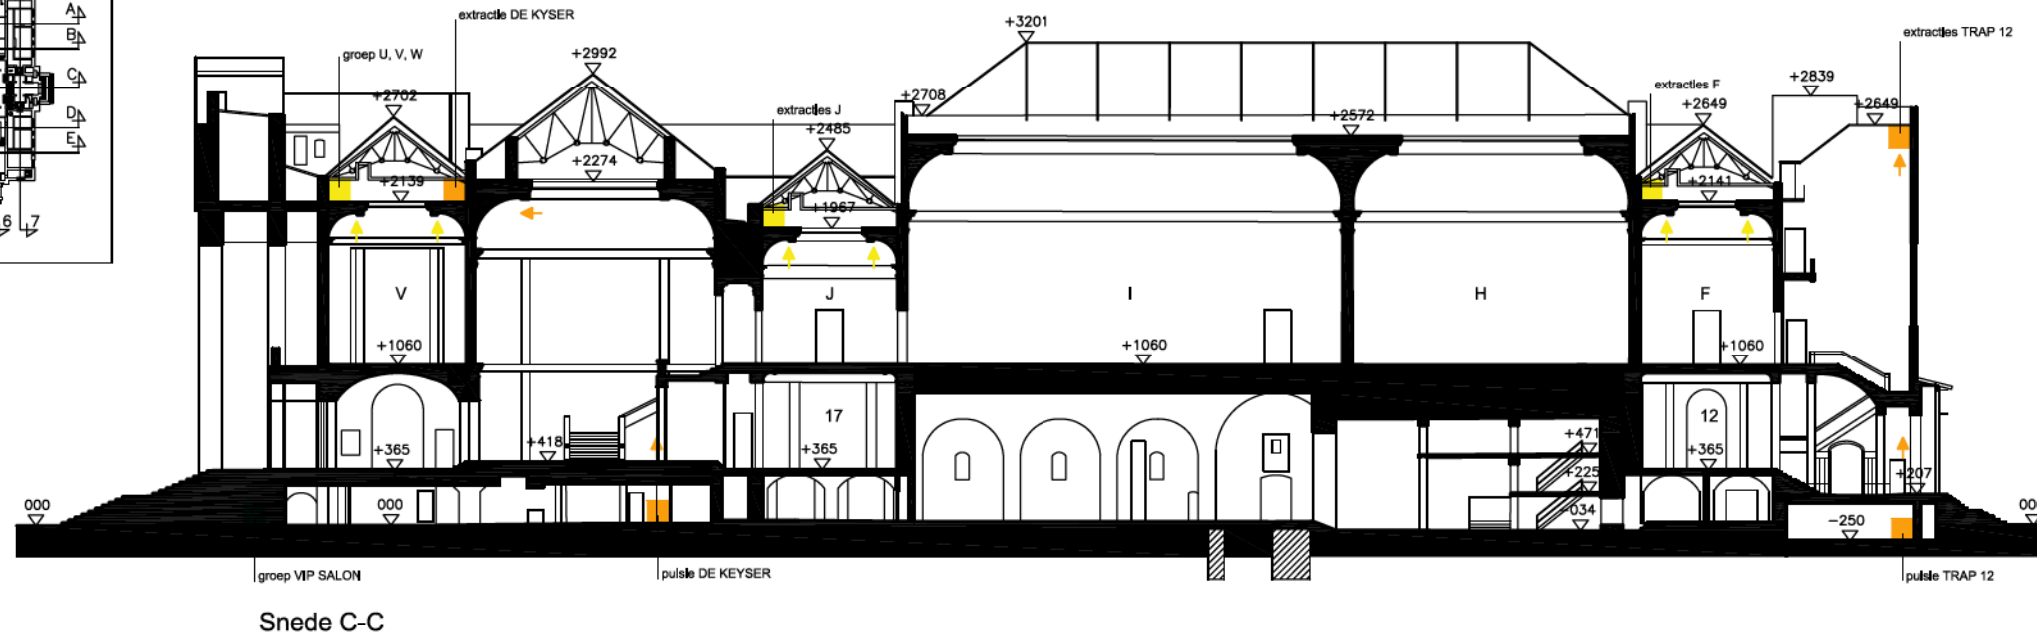 A
B
C
D
E
6 7
extractie DE KYSER
groep U, V, W
+2992
+2702
+3201
extracties TRAP 12
extracties F
+2839
+2708
extracties J
+2649
+2649
+2485
+2572
+2274
+2139
+2141
+1967
V
J
I
H
F
+1060
+1060
+1060
17
12
+418
+471
+365
+365
+365
+225
+207
000
000
-034
-250
groep VIP SALON
pulsie DE KEYSER
pulsie TRAP 12
Snede C-C